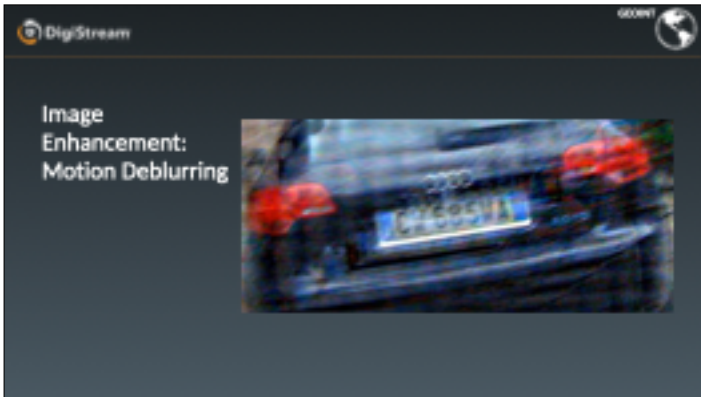 DigiStream
GEOINT
Image
Enhancement:
Motion Deblurring